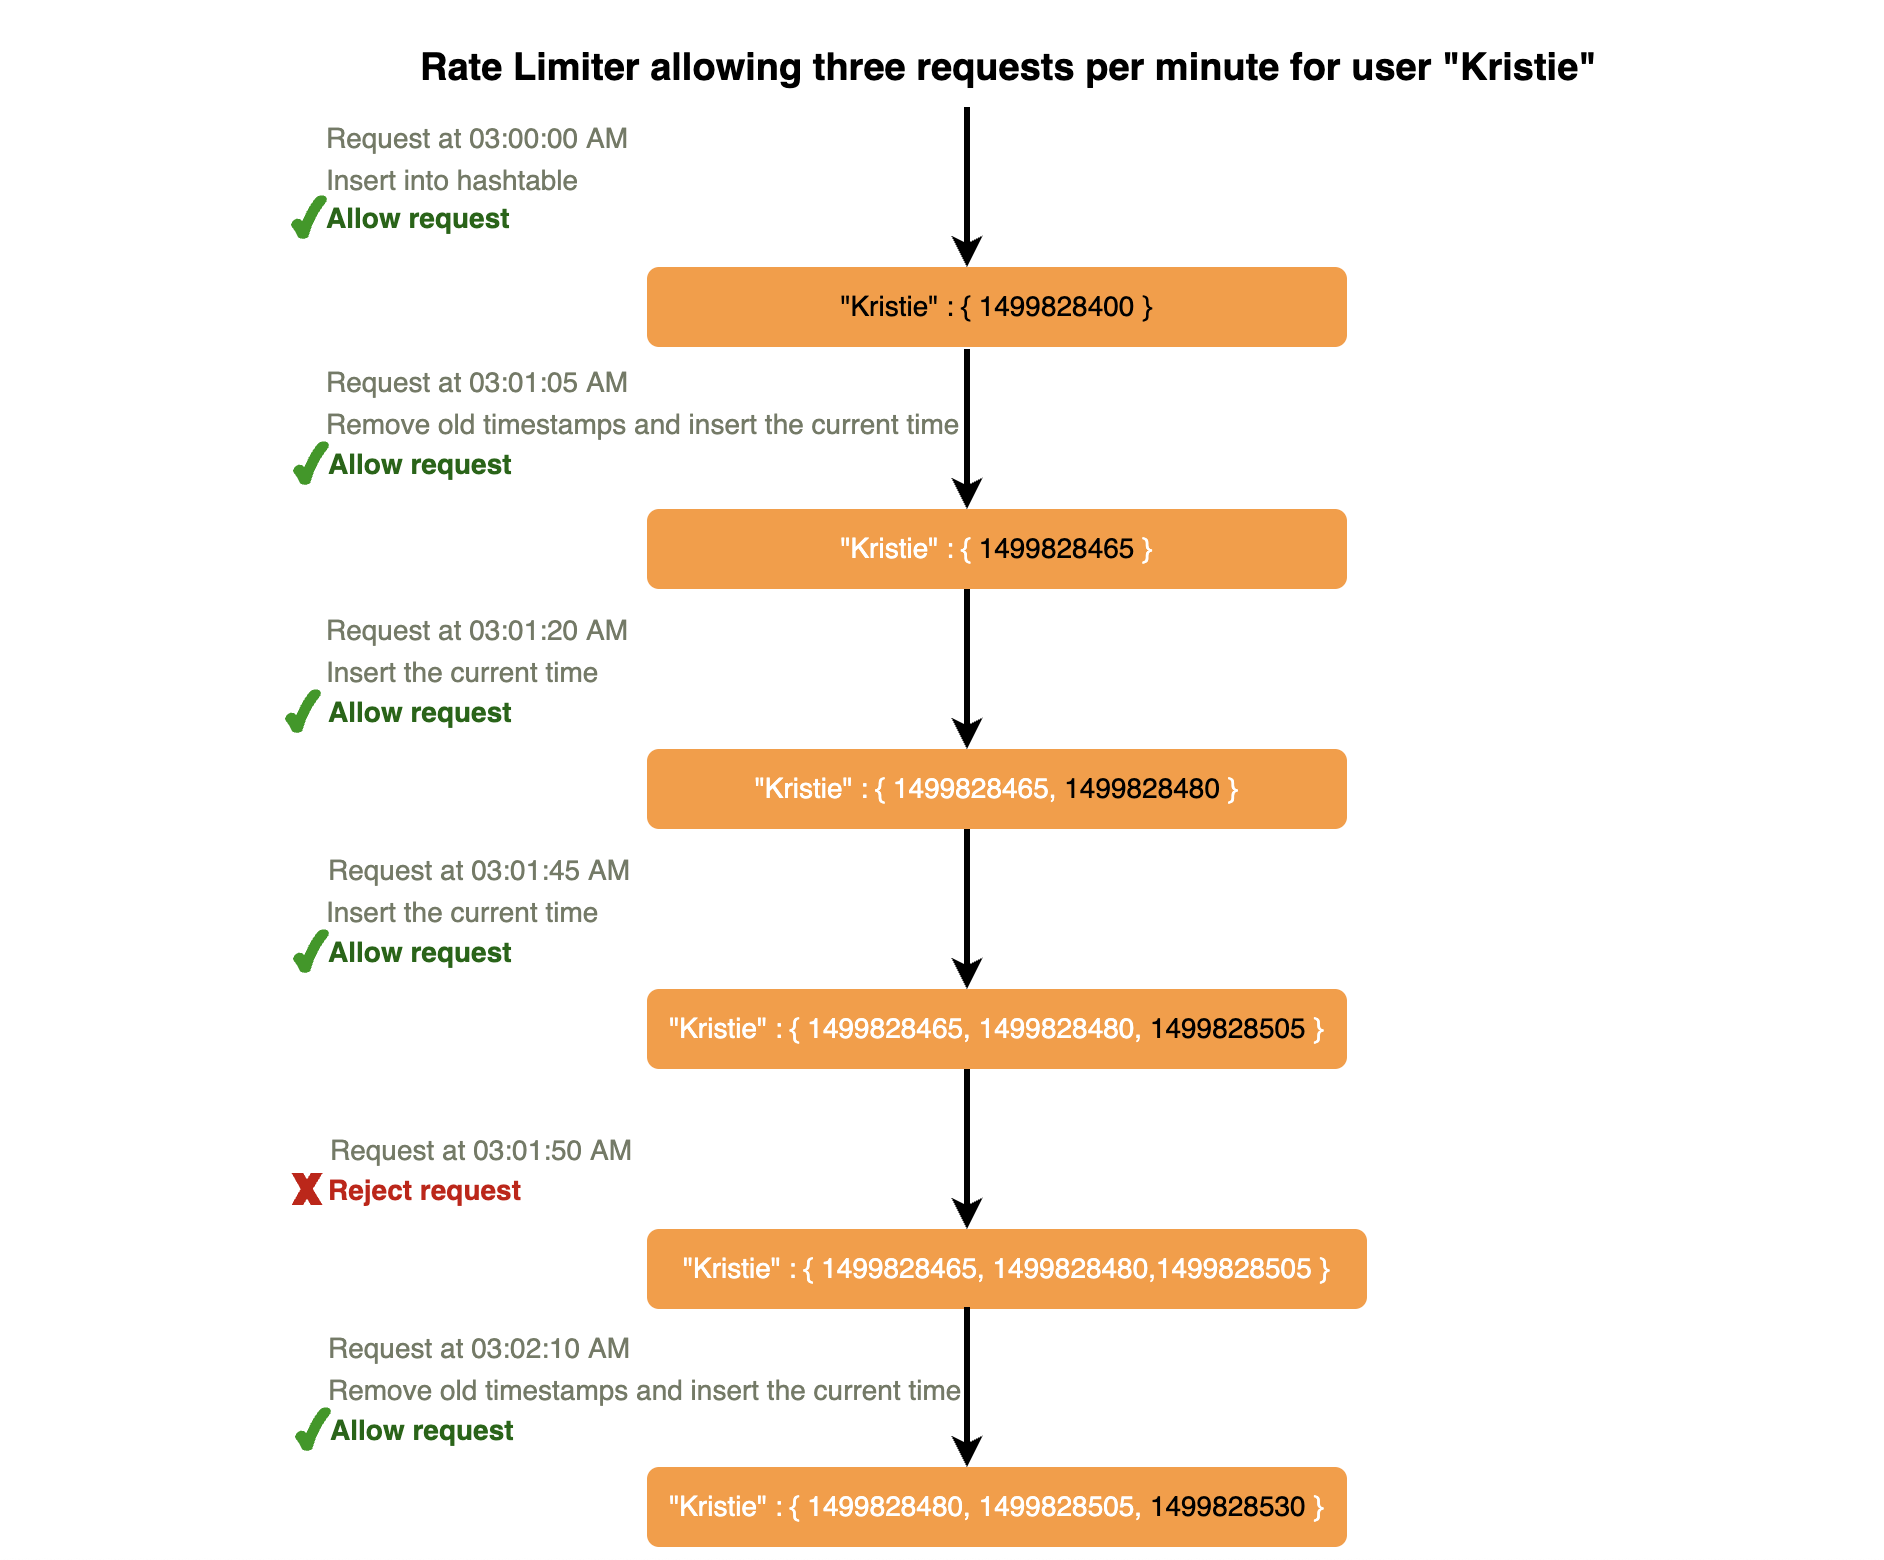 Rate Limiter allowing three requests per minute for user "Kristie"
Request at 03:00:00 AM
Insert into hashtable
Allow request
"Kristie" : { 1499828400 }
Request at 03:01:05 AM
Remove old timestamps and insert the current time
Allow request
"Kristie" : { 1499828465 }
Request at 03:01:20 AM
Insert the current time
Allow request
"Kristie" : { 1499828465, 1499828480 }
Request at 03:01:45 AM
Insert the current time
Allow request
"Kristie" : { 1499828465, 1499828480, 1499828505 }
Request at 03:01:50 AM
Reject request
"Kristie" : { 1499828465, 1499828480,1499828505 }
Request at 03:02:10 AM
Remove old timestamps and insert the current time
Allow request
"Kristie" : { 1499828480, 1499828505, 1499828530 }